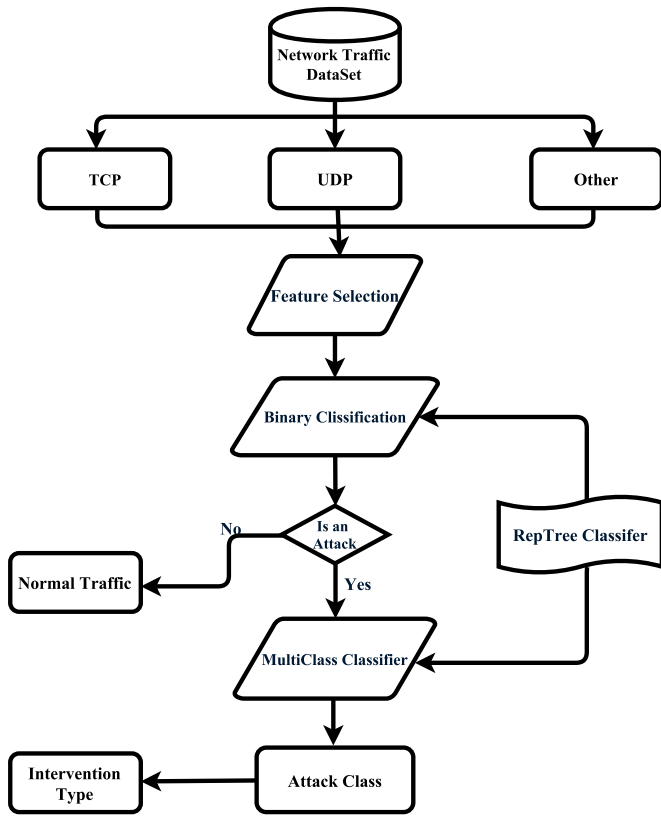 Network Traffic
DataSet
TCP
UDP
Other
Feature Selection
Binary Clissification
Is an
Attack
No
RepTree Classifer
Normal Traffic
Yes
MultiClass Classifier
Intervention
Type
Attack Class